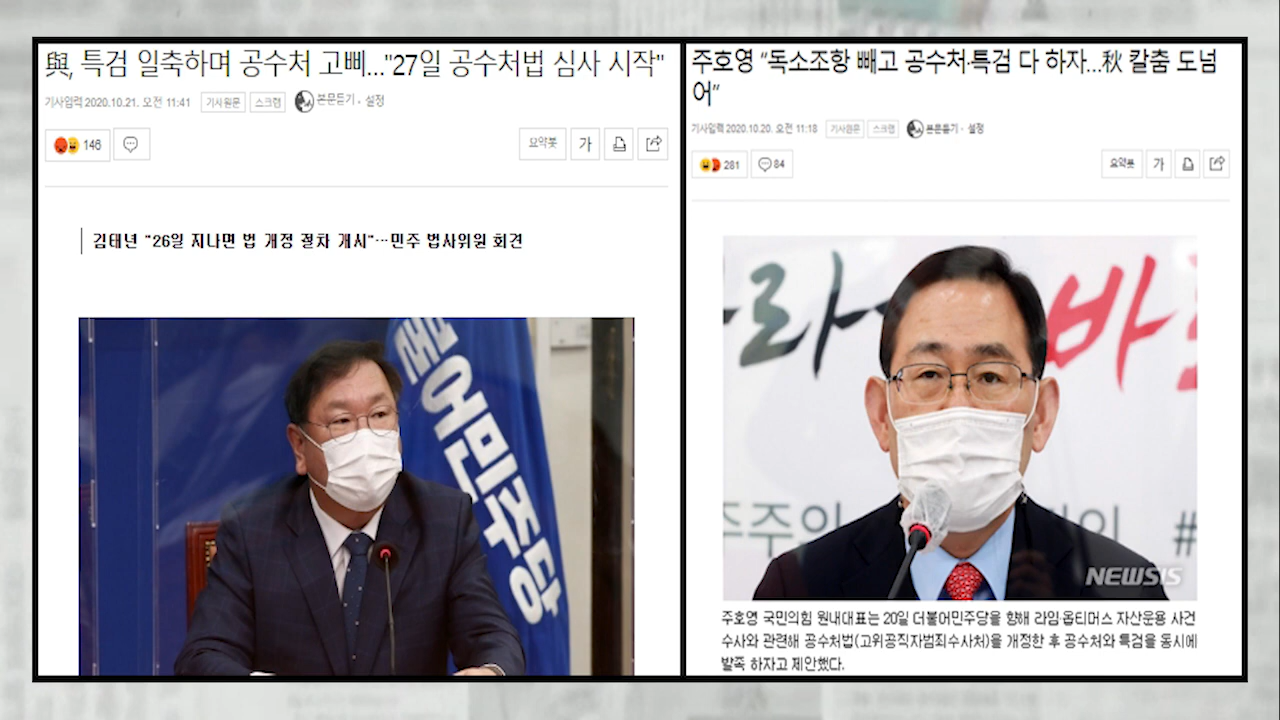 與, 특검 일축하며 공수처 고삐..."27일 공수처법 심사 시작"
기사입력 2020.10.21. 오전 11:41 기사원문 스크랩 본문듣기 · 설정
146
요약봇 가
김태년 "26일 지나면 법 개정 절차 개시"…민주 법사위원 회견
불어민주당
주호영 “독소조항 빼고 공수처·특검 다 하자...秋 칼춤 도넘
어”
기사입력 2020.10.20. 오전 11:18 기사원문 스크랩 본문듣기 · 설정
281 84
요약봇 가
라 바
주주의
#
NEWSIS
주호영 국민의힘 원내대표는 20일 더불어민주당을 향해 라임·옵티머스 자산운용 사건
수사와 관련해 공수처법(고위공직자범죄수사처)을 개정한 후 공수처와 특검을 동시에
발족 하자고 제안했다.